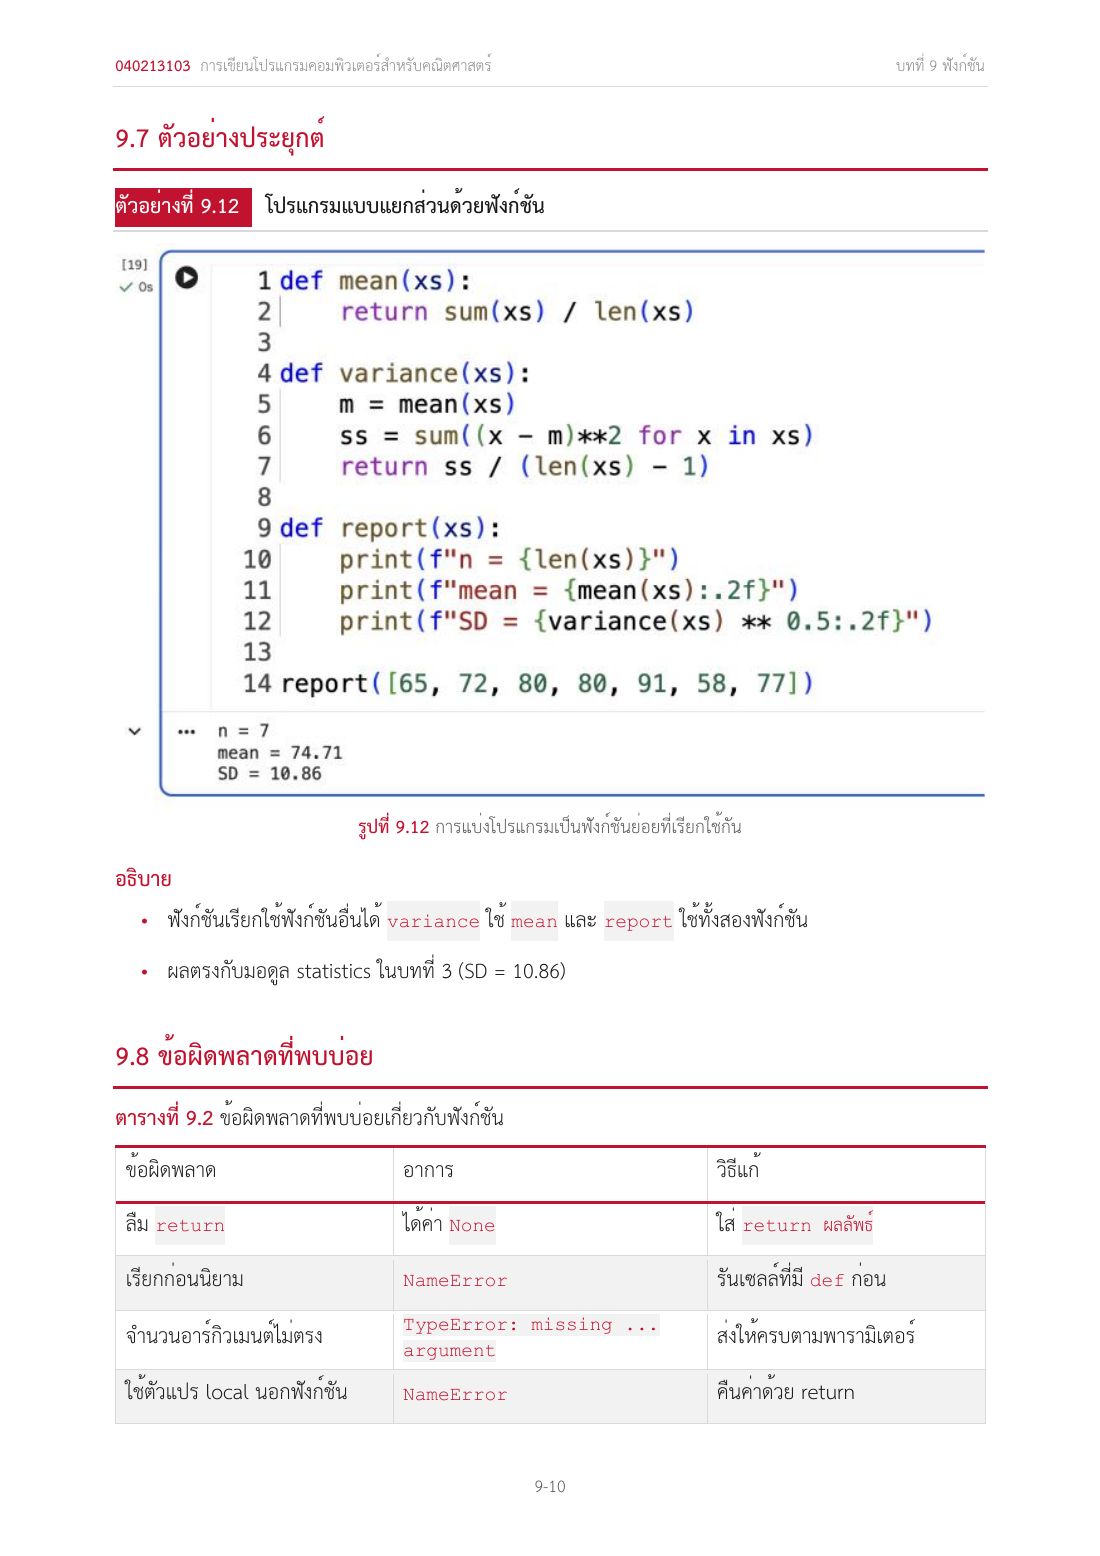 040213103 การเขียนโปรแกรมคอมพิวเตอร์สำหรับคณิตศาสตร์ บทที่ 9 ฟังก์ชัน
9.7 ตัวอย่างประยุกต์
ตัวอย่างที่ 9.12 โปรแกรมแบบแยกส่วนด้วยฟังก์ชัน
[19]
0s
1 def mean(xs):
2     return sum(xs) / len(xs)
3
4 def variance(xs):
5     m = mean(xs)
6     ss = sum((x - m)**2 for x in xs)
7     return ss / (len(xs) - 1)
8
9 def report(xs):
10     print(f"n = {len(xs)}")
11     print(f"mean = {mean(xs):.2f}")
12     print(f"SD = {variance(xs) ** 0.5:.2f}")
13
14 report([65, 72, 80, 80, 91, 58, 77])
n = 7
mean = 74.71
SD = 10.86
รูปที่ 9.12 การแบ่งโปรแกรมเป็นฟังก์ชันย่อยที่เรียกใช้กัน
อธิบาย
• ฟังก์ชันเรียกใช้ฟังก์ชันอื่นได้ variance ใช้ mean และ report ใช้ทั้งสองฟังก์ชัน
• ผลตรงกับมอดูล statistics ในบทที่ 3 (SD = 10.86)
9.8 ข้อผิดพลาดที่พบบ่อย
ตารางที่ 9.2 ข้อผิดพลาดที่พบบ่อยเกี่ยวกับฟังก์ชัน
ข้อผิดพลาด อาการ วิธีแก้
ลืม return ได้ค่า None ใส่ return ผลลัพธ์
เรียกก่อนนิยาม NameError รันเซลล์ที่มี def ก่อน
จำนวนอาร์กิวเมนต์ไม่ตรง TypeError: missing ... argument ส่งให้ครบตามพารามิเตอร์
ใช้ตัวแปร local นอกฟังก์ชัน NameError คืนค่าด้วย return
9-10